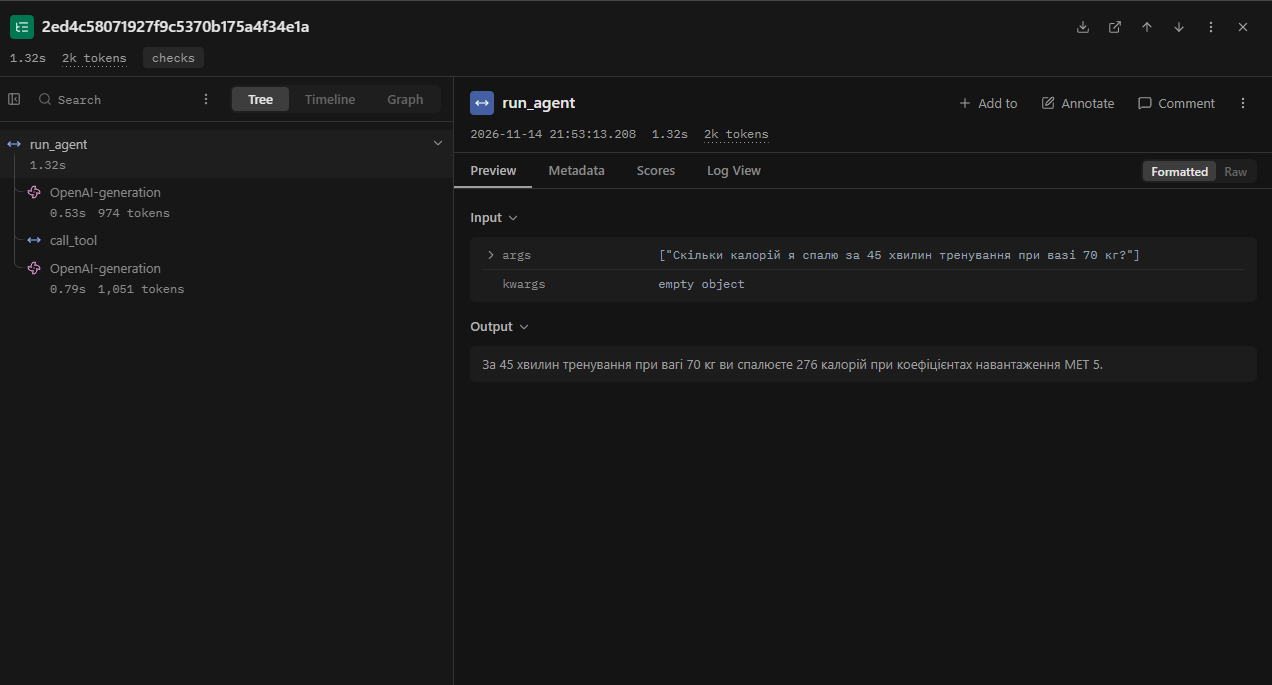 2ed4c58071927f9c5370b175a4f34e1a
1.32s 2k tokens checks
Search
Tree Timeline Graph
run_agent
1.32s
OpenAI-generation
0.53s 974 tokens
call_tool
OpenAI-generation
0.79s 1,051 tokens
run_agent
Add to Annotate Comment
2026-11-14 21:53:13.208 1.32s 2k tokens
Preview Metadata Scores Log View
Formatted Raw
Input
args ["Скільки калорій я спалю за 45 хвилин тренування при вазі 70 кг?"]
kwargs empty object
Output
За 45 хвилин тренування при вагі 70 кг ви спалюєте 276 калорій при коефіцієнтах навантаження MET 5.